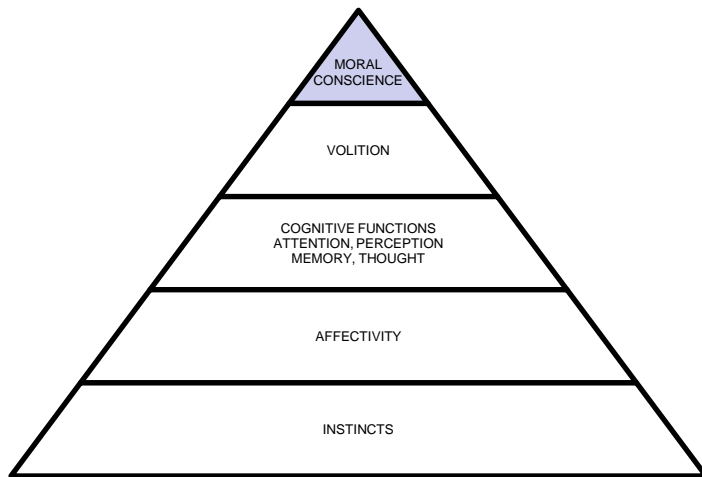 MORAL
CONSCIENCE
VOLITION
COGNITIVE FUNCTIONS
ATTENTION, PERCEPTION
MEMORY, THOUGHT
AFFECTIVITY
INSTINCTS